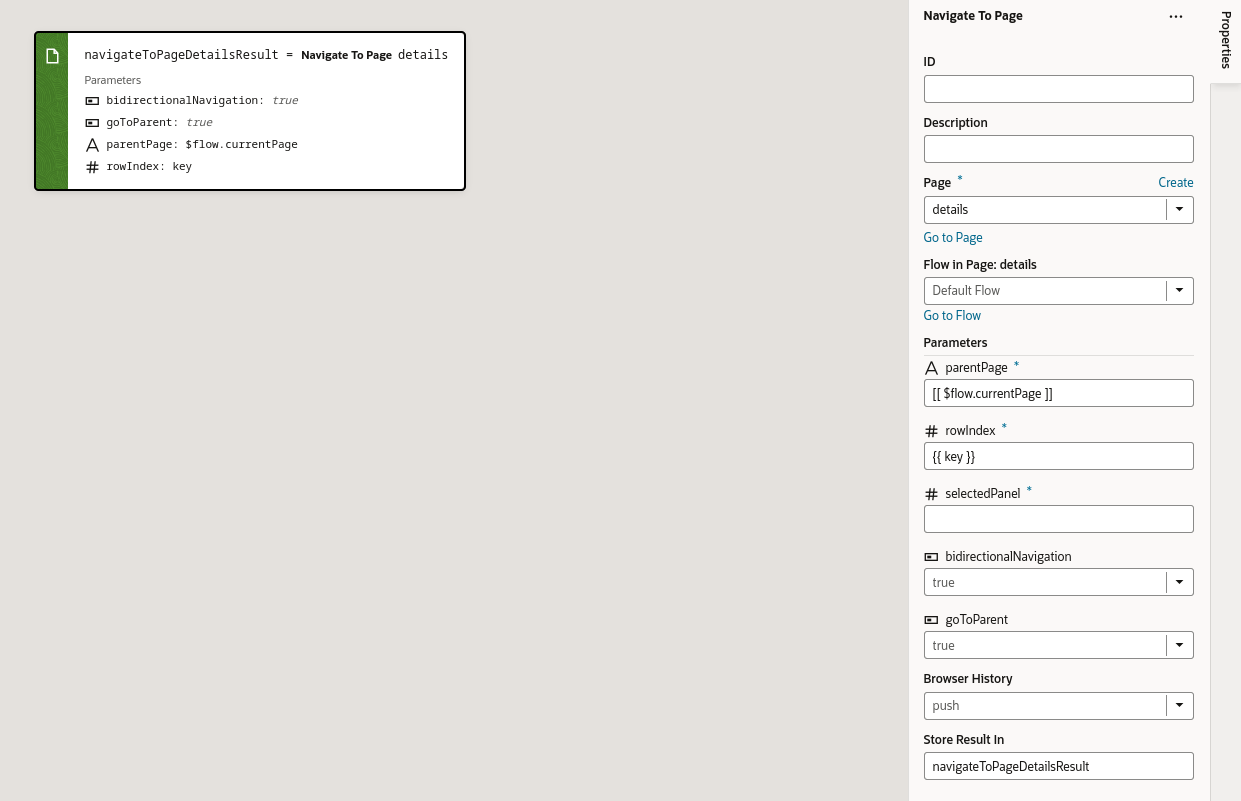 navigateToPageDetailsResult = Navigate To Page details
Parameters
bidirectionalNavigation: true
goToParent: true
parentPage: $flow.currentPage
rowIndex: key
Navigate To Page
Properties
ID
Description
Page *
Create
details
Go to Page
Flow in Page: details
Default Flow
Go to Flow
Parameters
parentPage *
[[ $flow.currentPage ]]
rowIndex *
{{ key }}
selectedPanel *
bidirectionalNavigation
true
goToParent
true
Browser History
push
Store Result In
navigateToPageDetailsResult